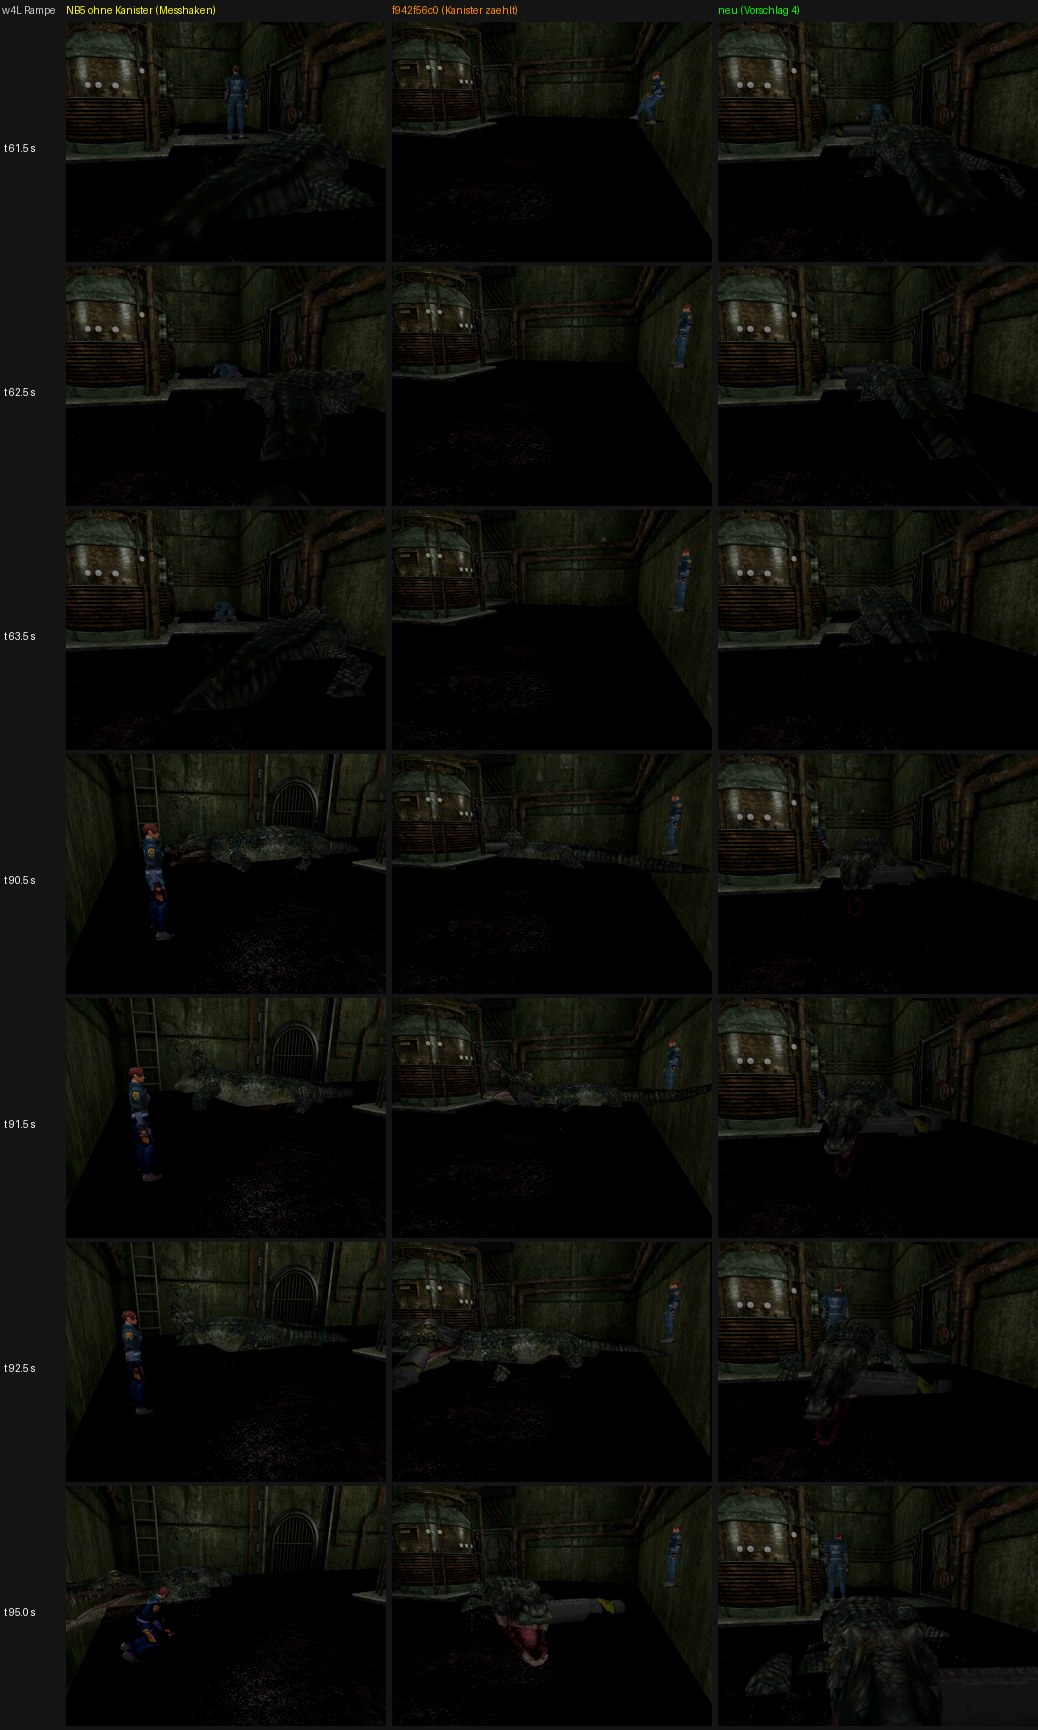 w4L Rampe NB5 ohne Kanister (Messhaken) f942f56c0 (Kanister zaehlt) neu (Vorschlag 4)
t61.5 s
t62.5 s
t63.5 s
t90.5 s
t91.5 s
t92.5 s
t95.0 s